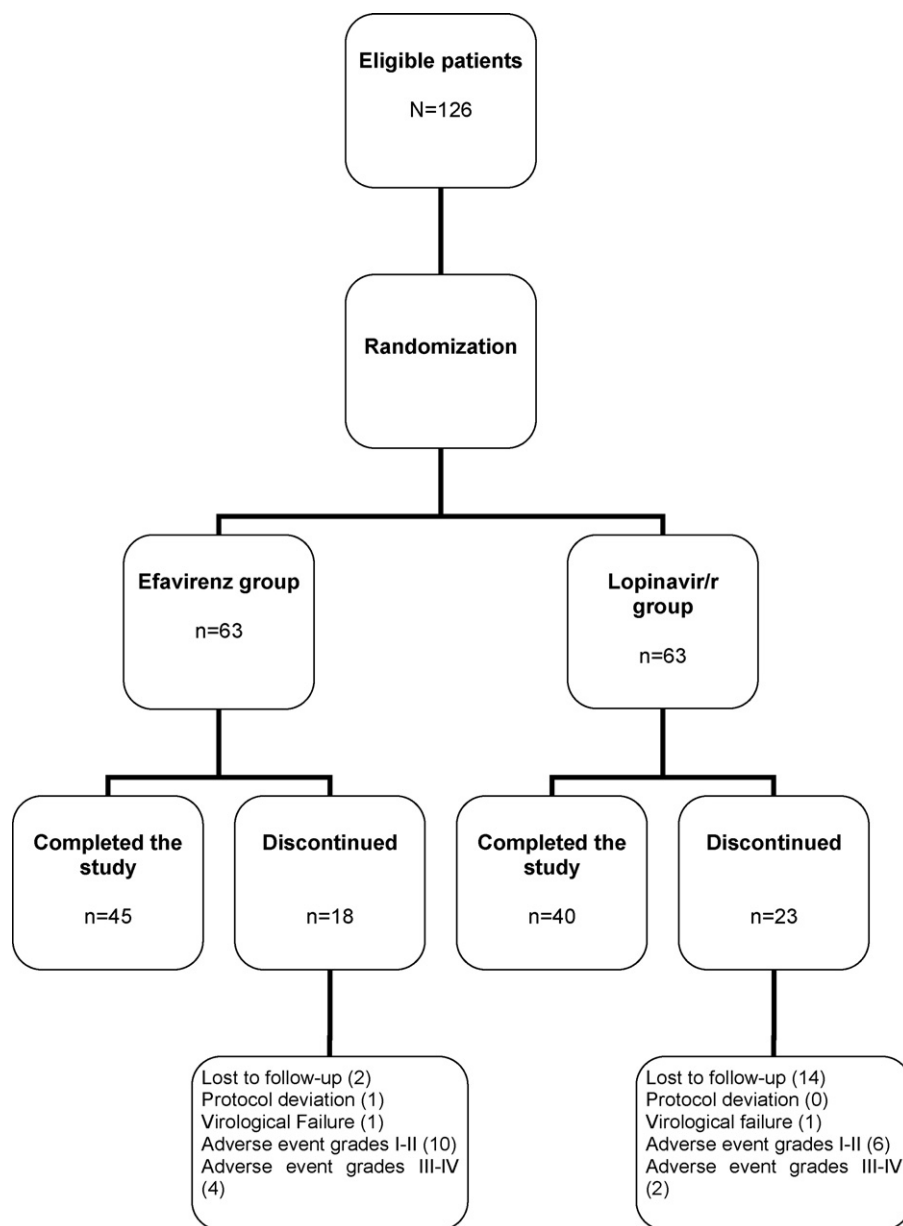 Eligible patients
N=126
Randomization
Efavirenz group
n=63
Lopinavir/r
group
n=63
Completed the
study
n=45
Discontinued
n=18
Completed the
study
n=40
Discontinued
n=23
Lost to follow-up (2)
Protocol deviation (1)
Virological Failure (1)
Adverse event grades I-II (10)
Adverse event grades III-IV
(4)
Lost to follow-up (14)
Protocol deviation (0)
Virological failure (1)
Adverse event grades I-II (6)
Adverse event grades III-IV
(2)